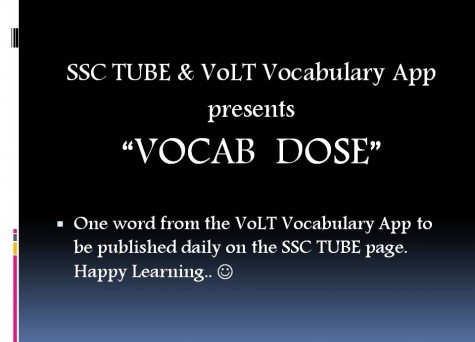 SSC TUBE & VoLT Vocabulary App
presents
“VOCAB DOSE”
▪ One word from the VoLT Vocabulary App to
be published daily on the SSC TUBE page.
Happy Learning.. ☺